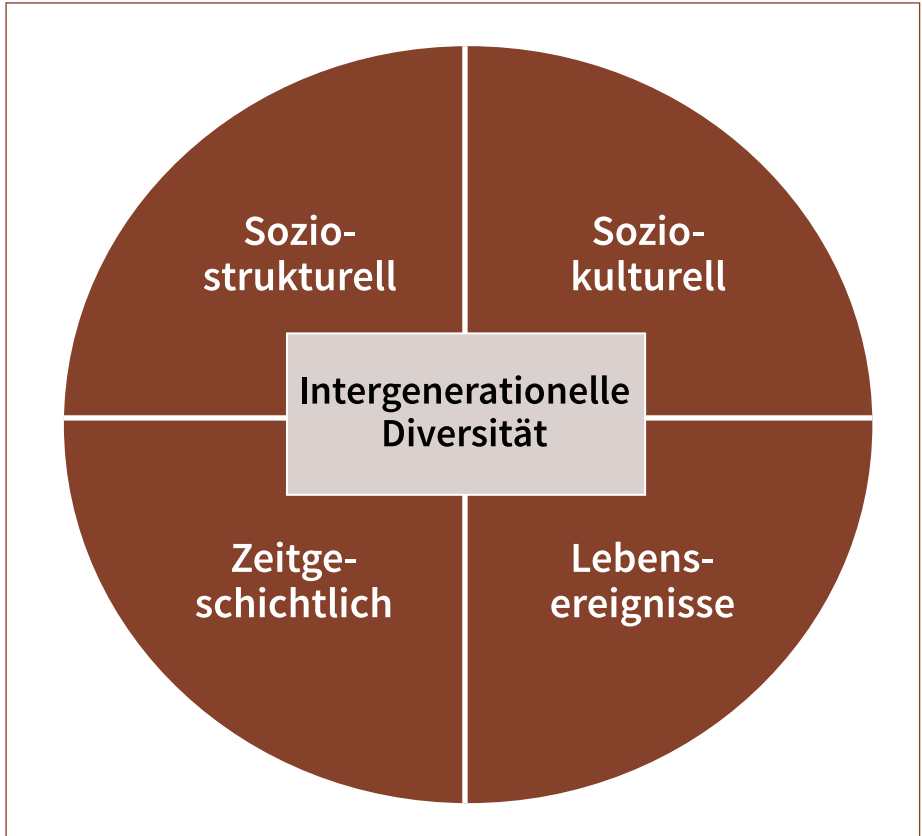 Sozio-
strukturell
Sozio-
kulturell
Intergenerationelle
Diversität
Zeitge-
schichtlich
Lebens-
ereignisse